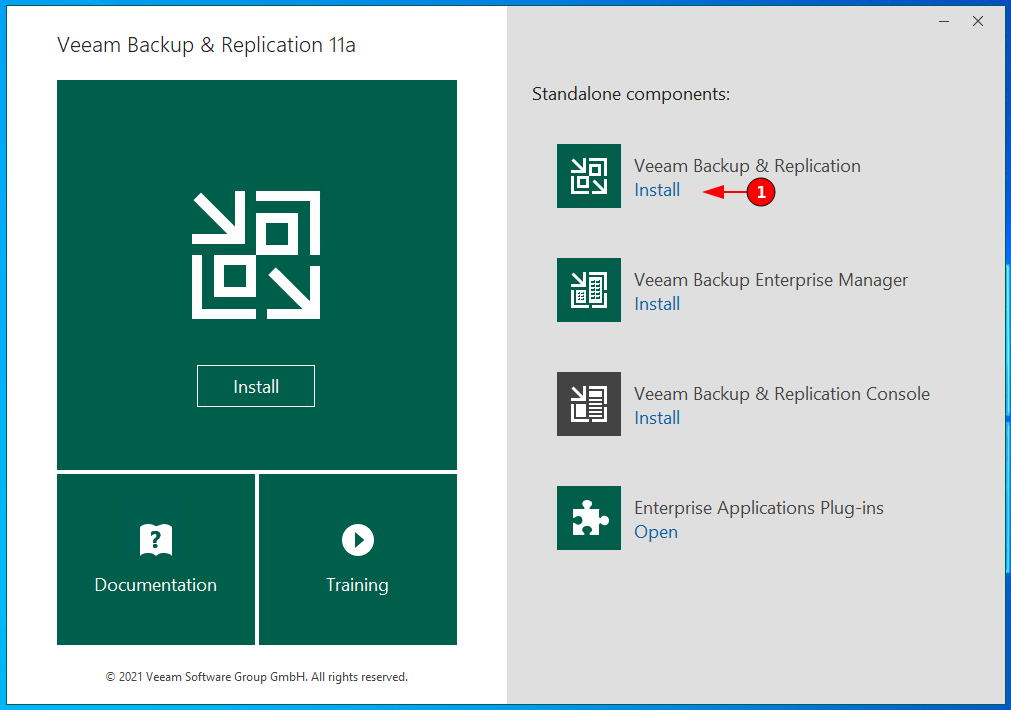 Veeam Backup & Replication 11a
Install
?
Documentation
Training
© 2021 Veeam Software Group GmbH. All rights reserved.
Standalone components:
Veeam Backup & Replication
Install
1
Veeam Backup Enterprise Manager
Install
Veeam Backup & Replication Console
Install
Enterprise Applications Plug-ins
Open